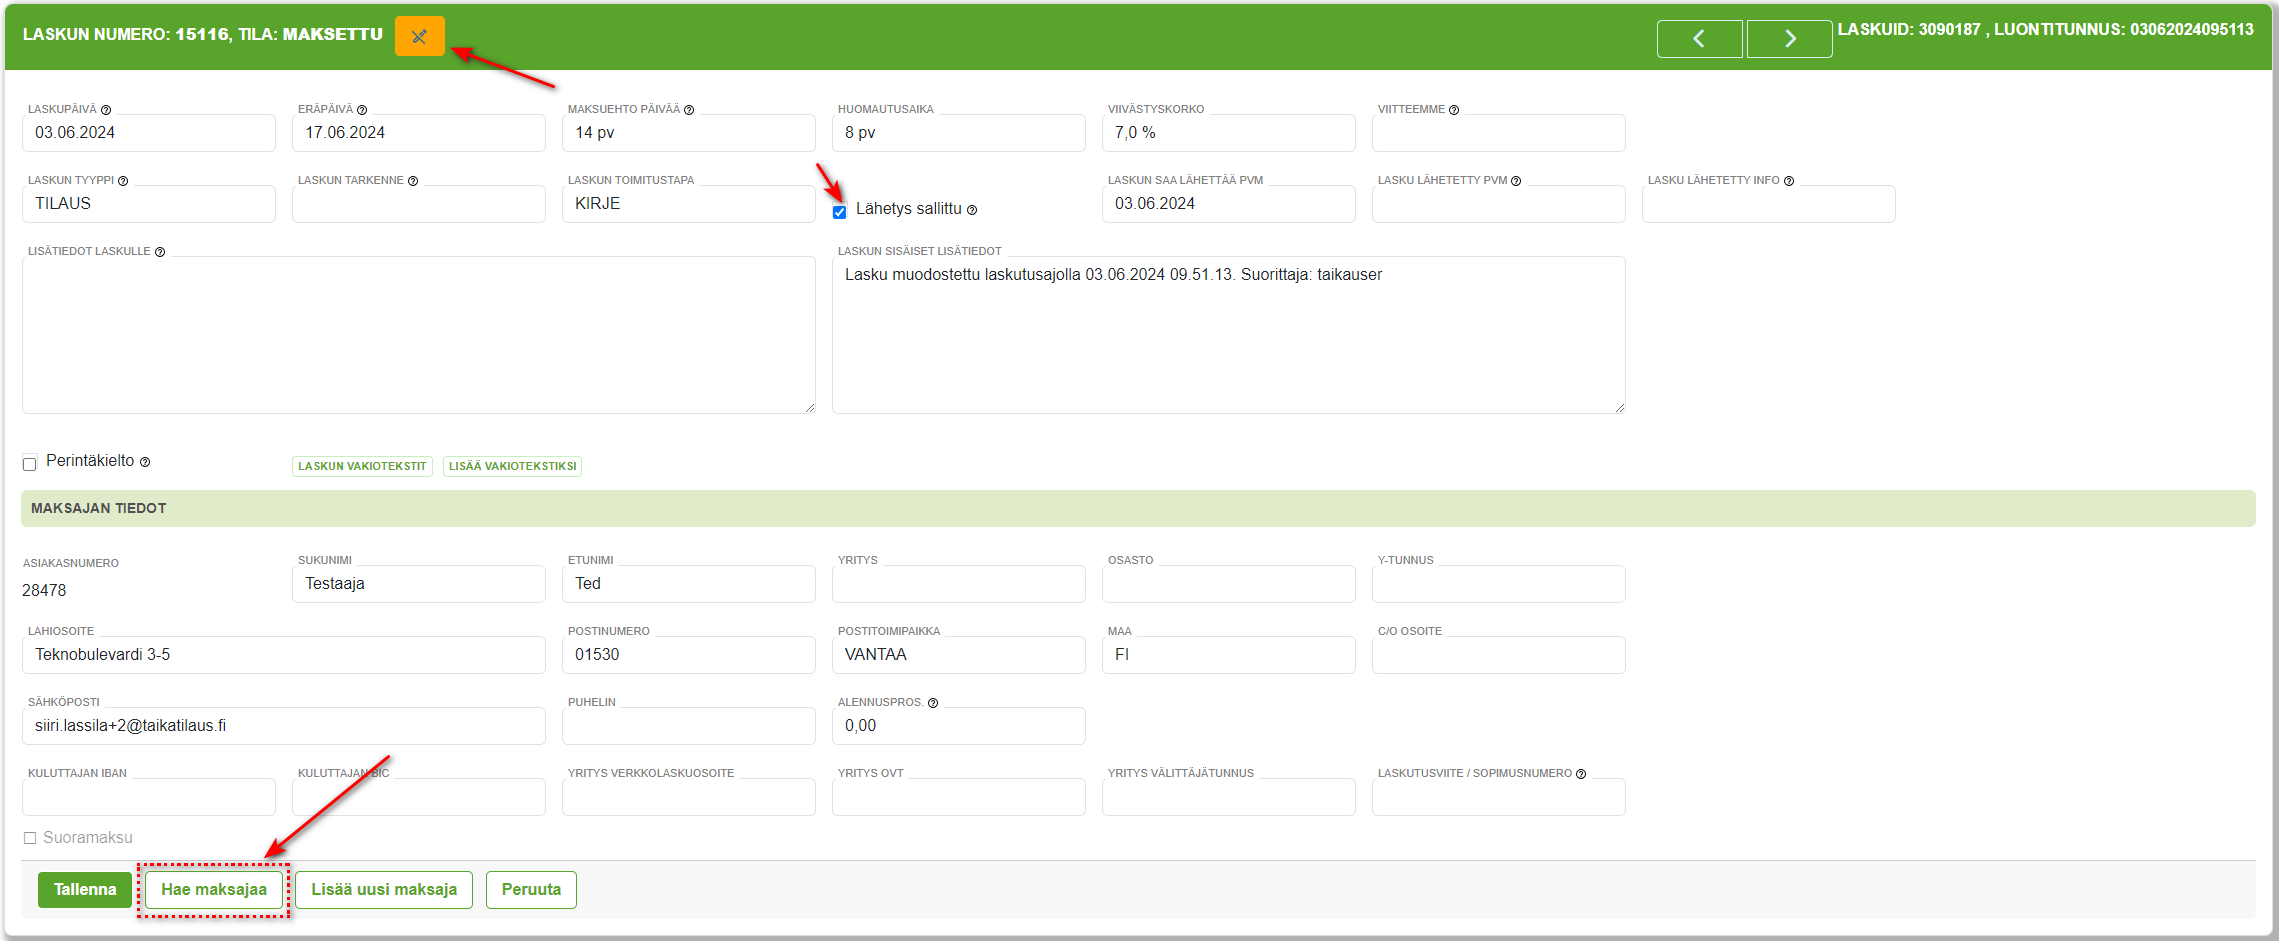 LASKUN NUMERO: 15116, TILA: MAKSETTU
LASKUID: 3090187 , LUONTITUNNUS: 03062024095113
LASKUPÄIVÄ ERÄPÄIVÄ MAKSUEHTO PÄIVÄÄ HUOMAUTUSAIKA VIIVÄSTYSKORKO VIITTEEMME
03.06.2024 17.06.2024 14 pv 8 pv 7,0 %
LASKUN TYYPPI LASKUN TARKENNE LASKUN TOIMITUSTAPA LASKUN SAA LÄHETTÄÄ PVM LASKU LÄHETETTY PVM LASKU LÄHETETTY INFO
TILAUS KIRJE Lähetys sallittu 03.06.2024
LISÄTIEDOT LASKULLE LASKUN SISÄISET LISÄTIEDOT
Lasku muodostettu laskutusajolla 03.06.2024 09.51.13. Suorittaja: taikauser
Perintäkielto LASKUN VAKIOTEKSTIT LISÄÄ VAKIOTEKSTIKSI
MAKSAJAN TIEDOT
ASIAKASNUMERO SUKUNIMI ETUNIMI YRITYS OSASTO Y-TUNNUS
28478 Testaaja Ted
LAHIOSOITE POSTINUMERO POSTITOIMIPAIKKA MAA C/O OSOITE
Teknobulevardi 3-5 01530 VANTAA FI
SÄHKÖPOSTI PUHELIN ALENNUSPROS.
siiri.lassila+2@taikatilaus.fi 0,00
KULUTTAJAN IBAN KULUTTAJAN BIC YRITYS VERKKOLASKUOSOITE YRITYS OVT YRITYS VÄLITTÄJÄTUNNUS LASKUTUSVIITE / SOPIMUSNUMERO
Suoramaksu
Tallenna Hae maksajaa Lisää uusi maksaja Peruuta